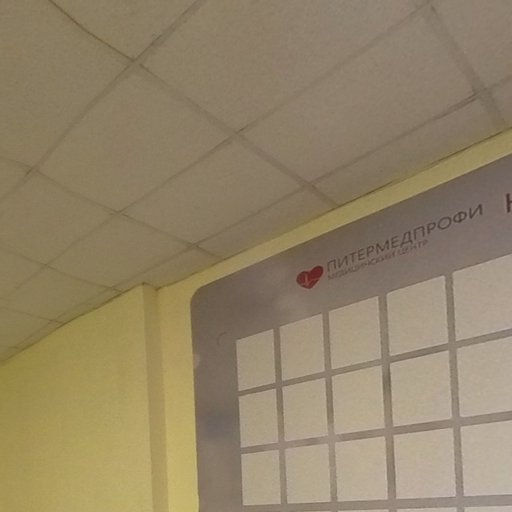 ПИТЕРМЕДПРОФИ
МЕДИЦИНСКИЙ ЦЕНТР